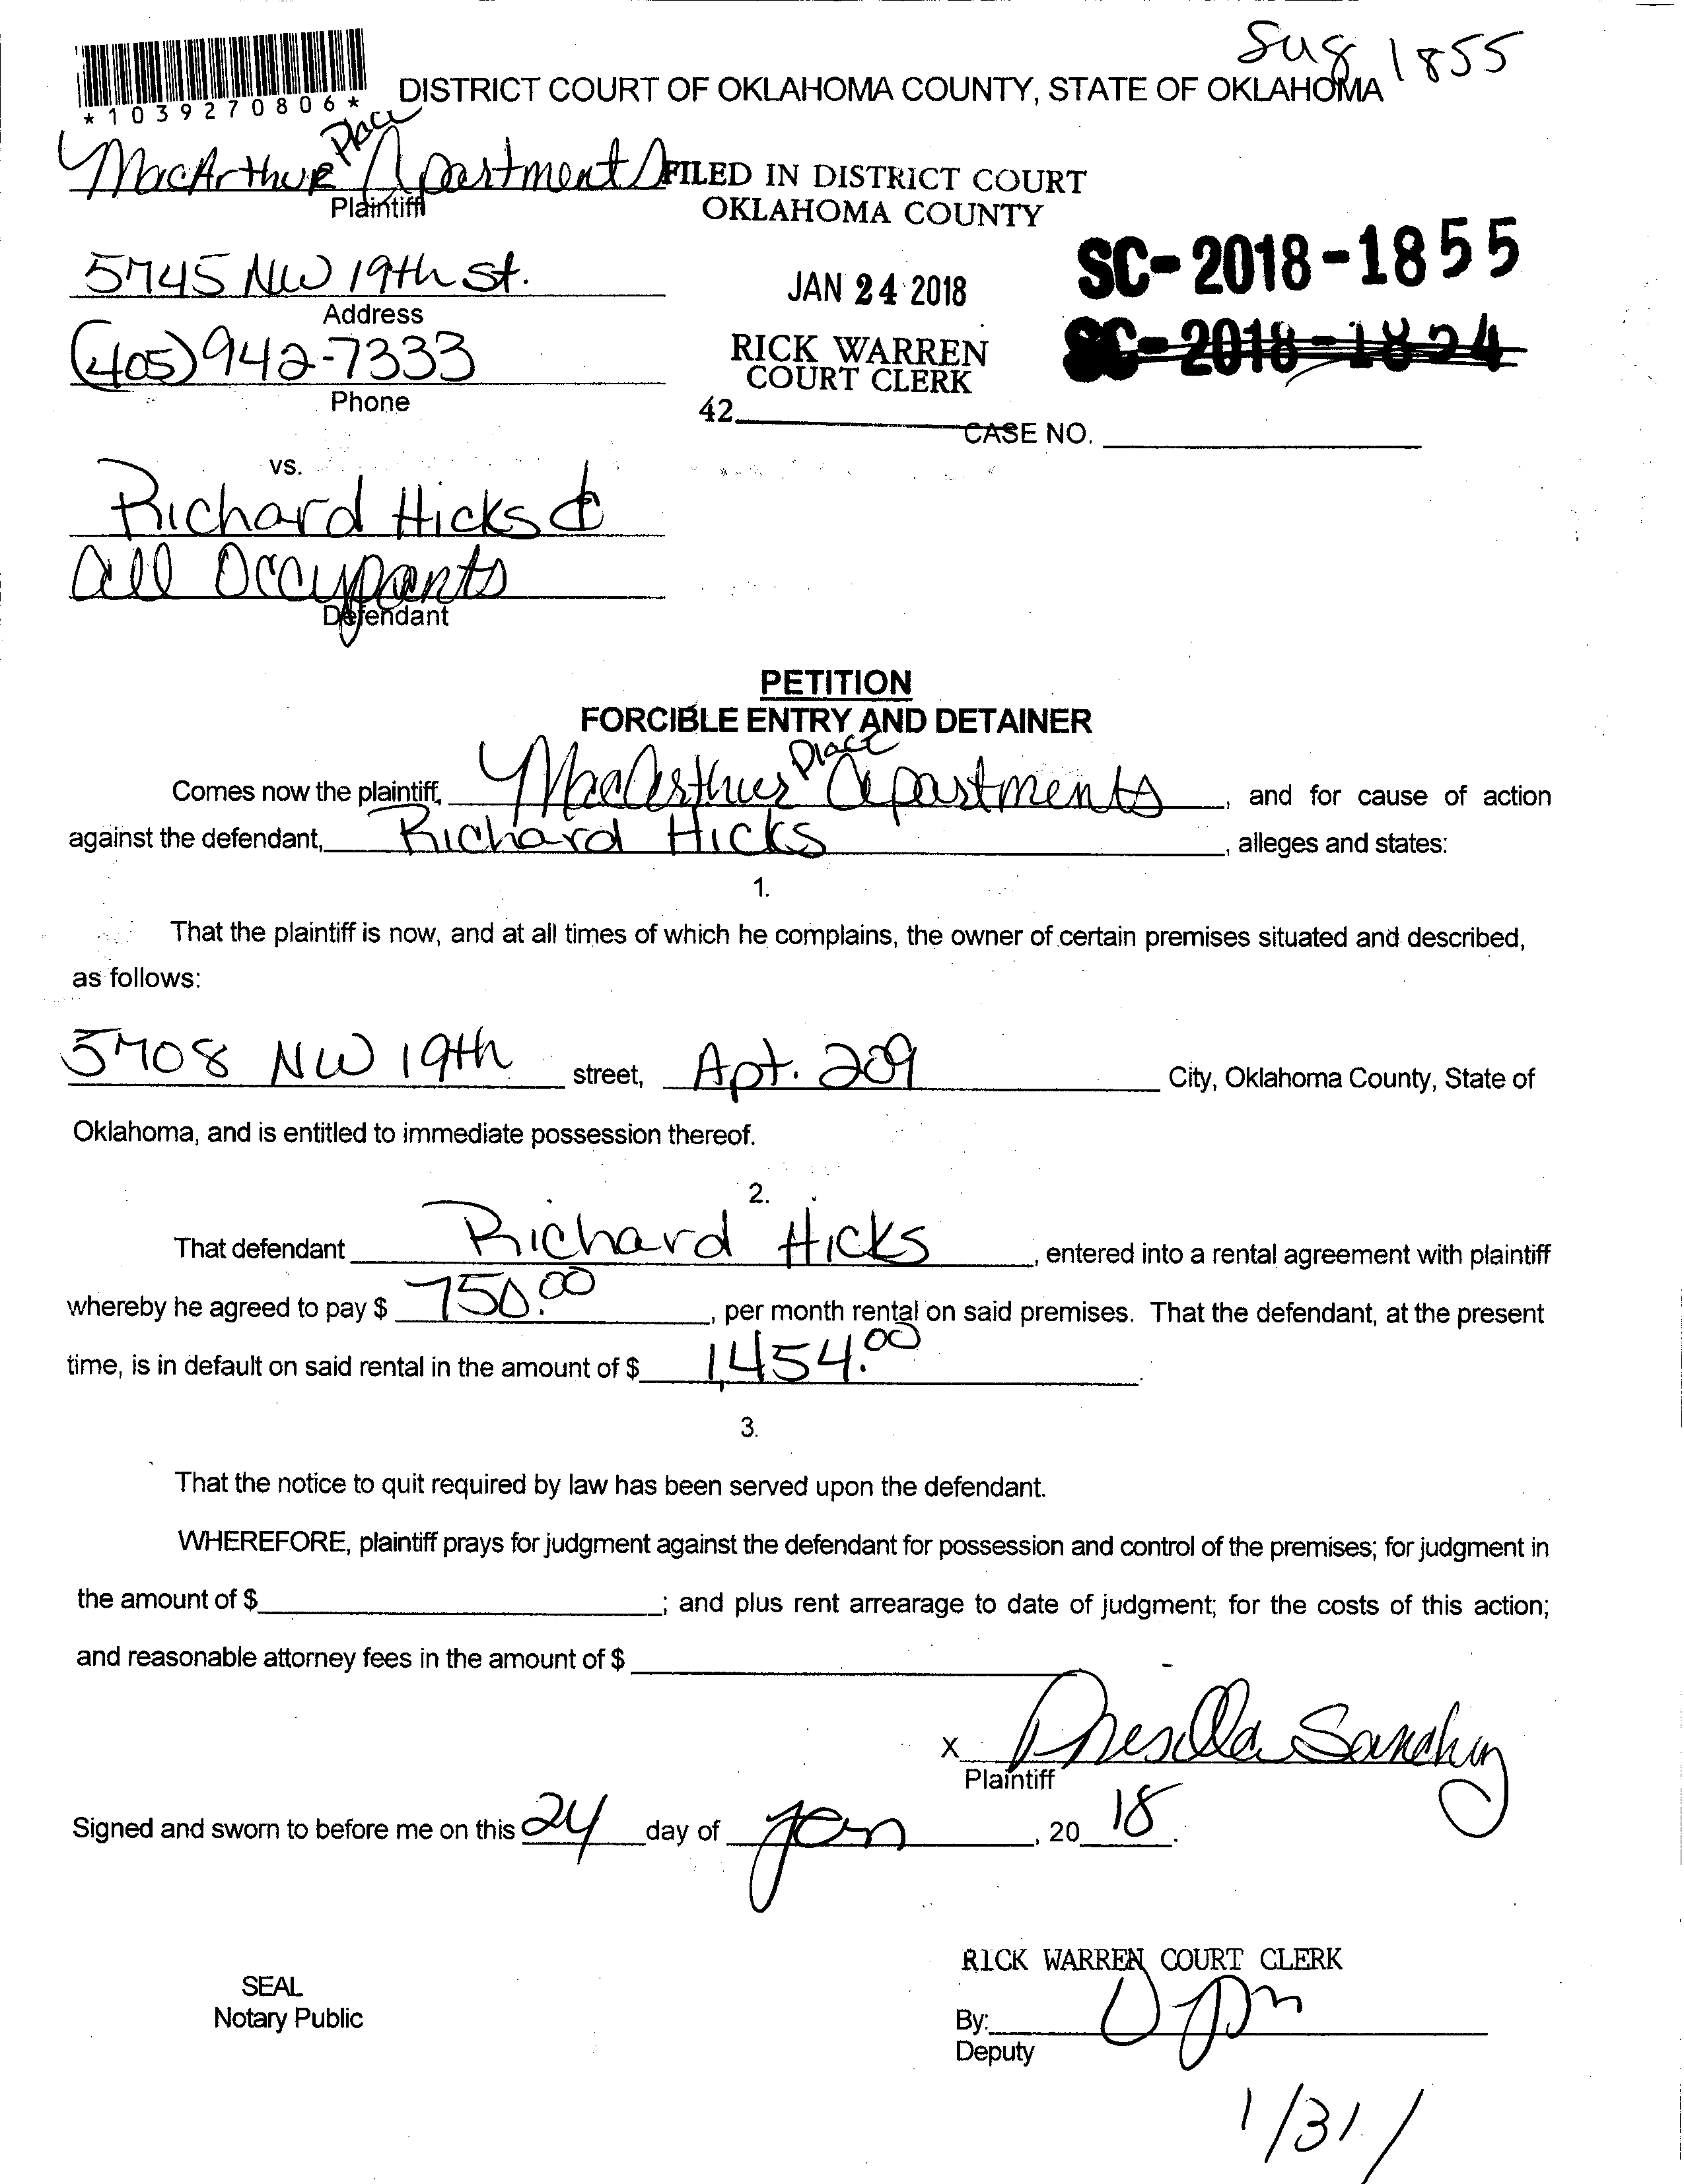 Sug 1855
*1039270806*
DISTRICT COURT OF OKLAHOMA COUNTY, STATE OF OKLAHOMA
MacArthur Place Apartments
Plaintiff
FILED IN DISTRICT COURT
OKLAHOMA COUNTY
5745 NW 19th St.
Address
JAN 24 2018
SC-2018-1855
(405) 942-7333
Phone
RICK WARREN
COURT CLERK
SC-2018-1824
42
CASE NO.
vs.
Richard Hicks &
All Occupants
Defendant
PETITION
FORCIBLE ENTRY AND DETAINER
Comes now the plaintiff, MacArthur Place Apartments, and for cause of action
against the defendant, Richard Hicks, alleges and states:
1.
That the plaintiff is now, and at all times of which he complains, the owner of certain premises situated and described,
as follows:
5708 NW 19th street, Apt. 209 City, Oklahoma County, State of
Oklahoma, and is entitled to immediate possession thereof.
2.
That defendant Richard Hicks, entered into a rental agreement with plaintiff
whereby he agreed to pay $ 750.00, per month rental on said premises. That the defendant, at the present
time, is in default on said rental in the amount of $ 1,454.00.
3.
That the notice to quit required by law has been served upon the defendant.
WHEREFORE, plaintiff prays for judgment against the defendant for possession and control of the premises; for judgment in
the amount of $ ; and plus rent arrearage to date of judgment; for the costs of this action;
and reasonable attorney fees in the amount of $
X Presilla Sanchez
Plaintiff
Signed and sworn to before me on this 24 day of Jan, 20 18.
RICK WARREN COURT CLERK
SEAL
Notary Public
By:
Deputy
1/31/